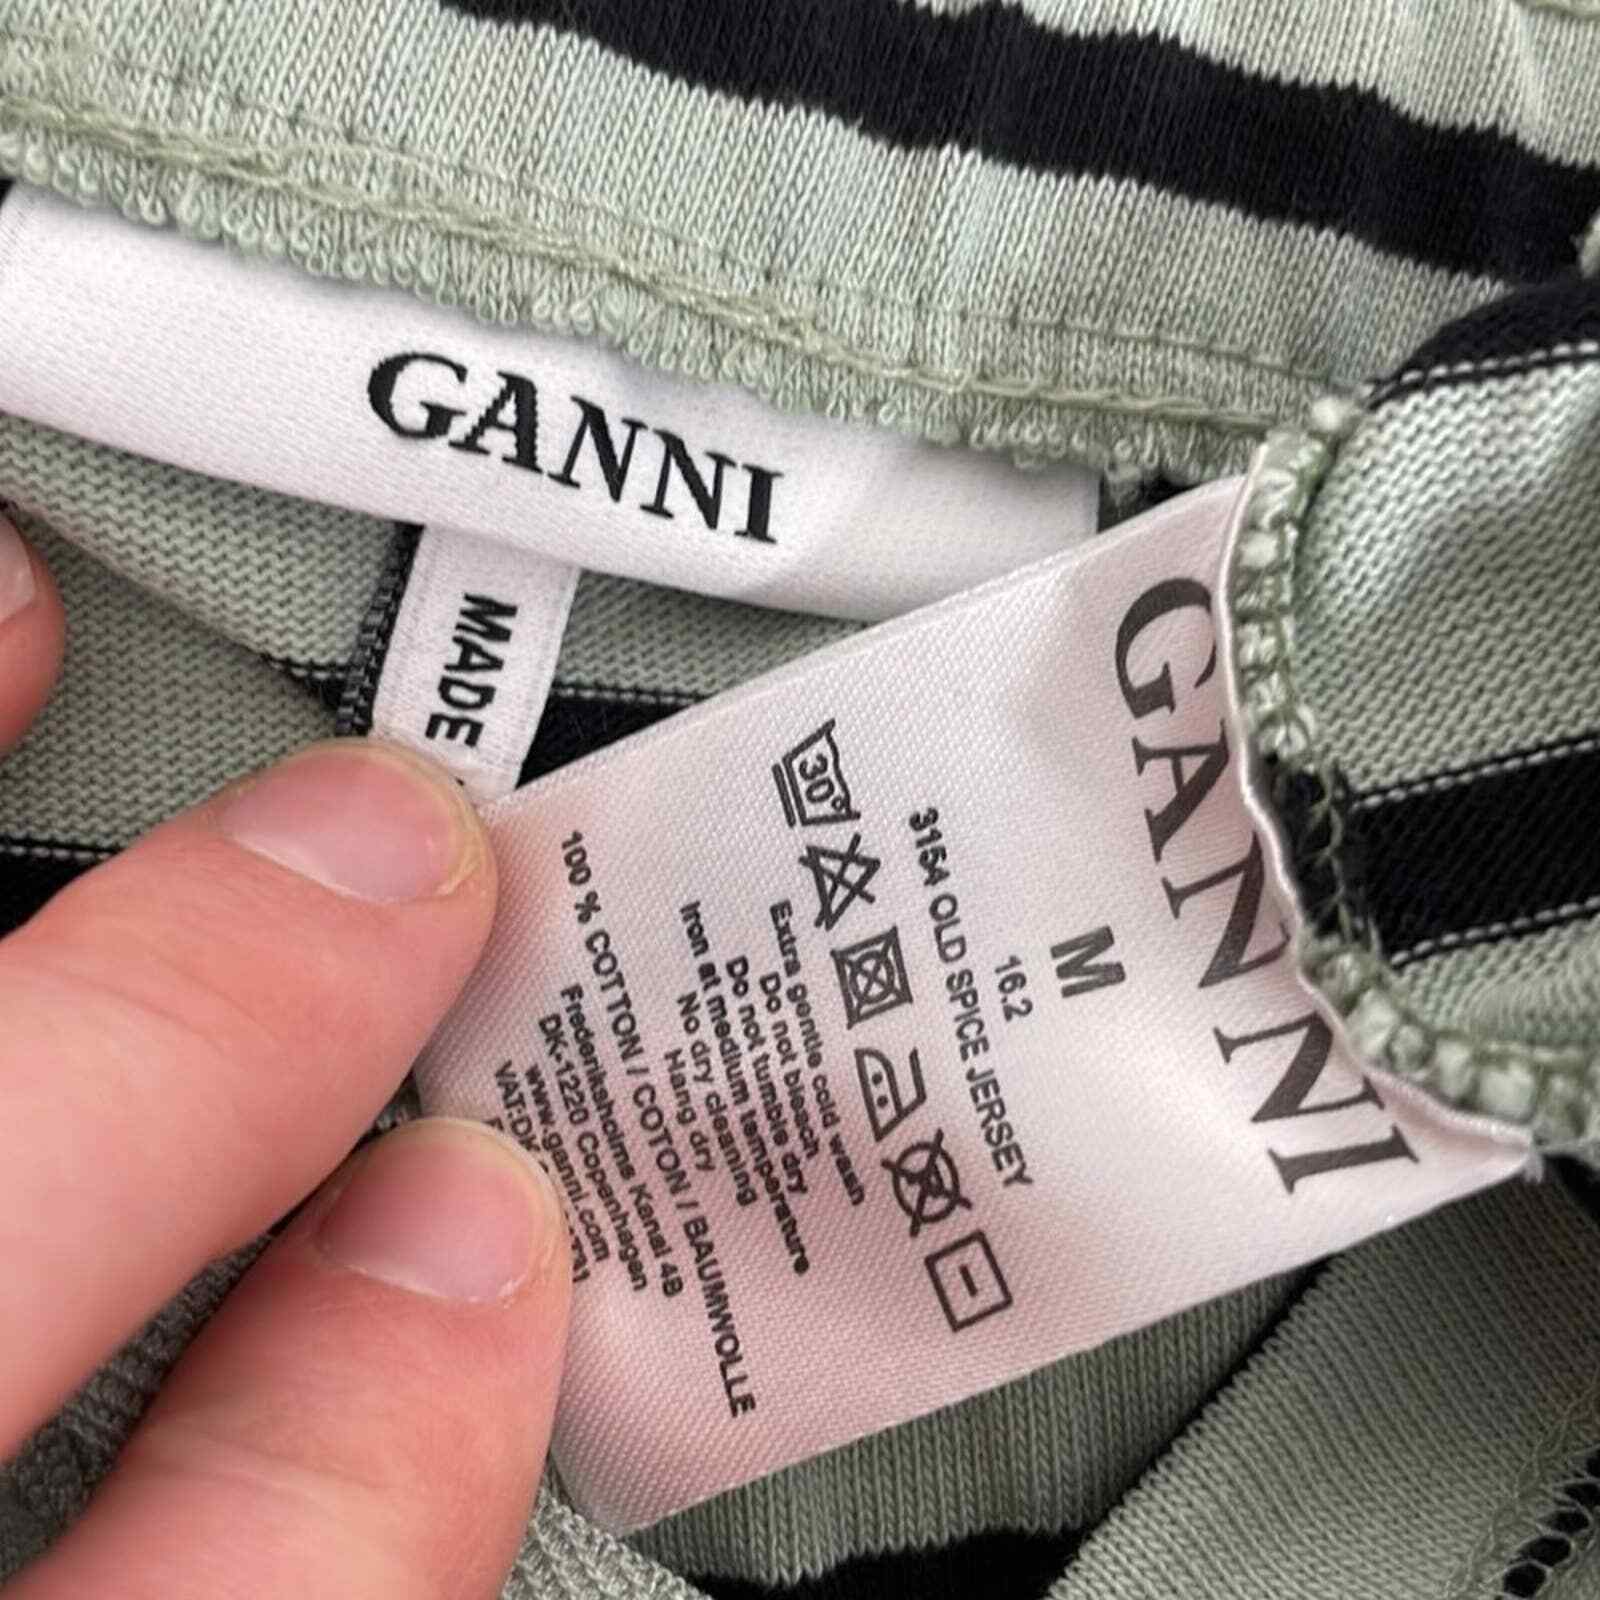 GANNI
MADE
GANNI
M
16.2
3154 OLD SPICE JERSEY
30°
Extra gentle cold wash
Do not bleach
Do not tumble dry
Iron at medium temperature
No dry cleaning
Hang dry
100 % COTTON / COTON / BAUMWOLLE
Frederiksholms Kanal 4B
DK-1220 Copenhagen
www.ganni.com
VAT:DK